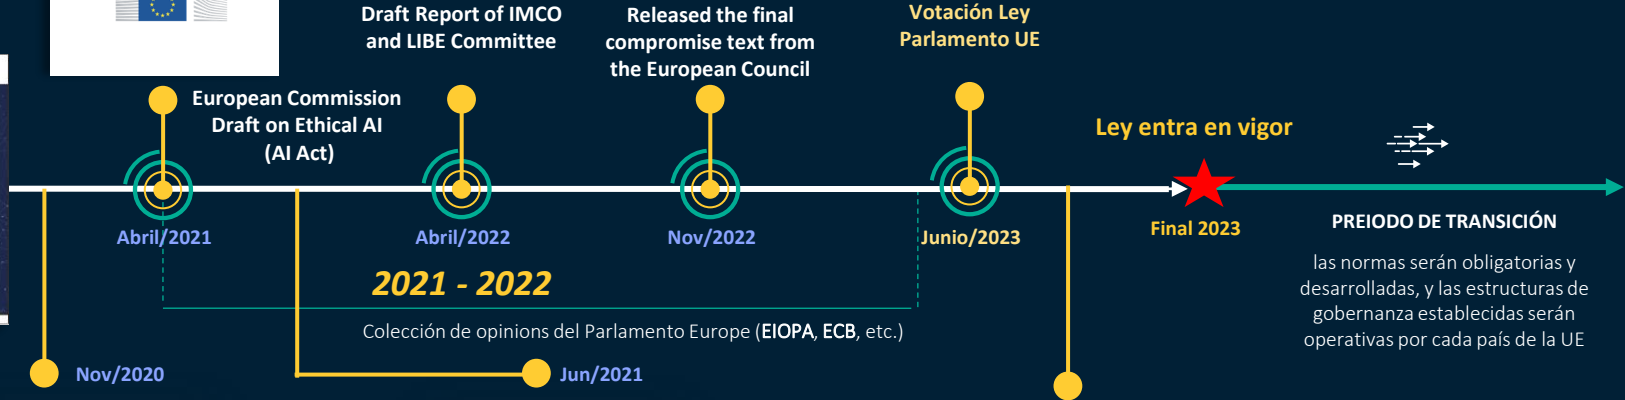 Draft Report of IMCO
and LIBE Committee
Released the final
compromise text from
the European Council
Votación Ley
Parlamento UE
European Commission
Draft on Ethical AI
(AI Act)
Ley entra en vigor
Abril/2021
Abril/2022
Nov/2022
Junio/2023
Final 2023
PREIODO DE TRANSICIÓN
las normas serán obligatorias y
desarrolladas, y las estructuras de
gobernanza establecidas serán
operativas por cada país de la UE
2021 - 2022
Colección de opinions del Parlamento Europe (EIOPA, ECB, etc.)
Nov/2020
Jun/2021